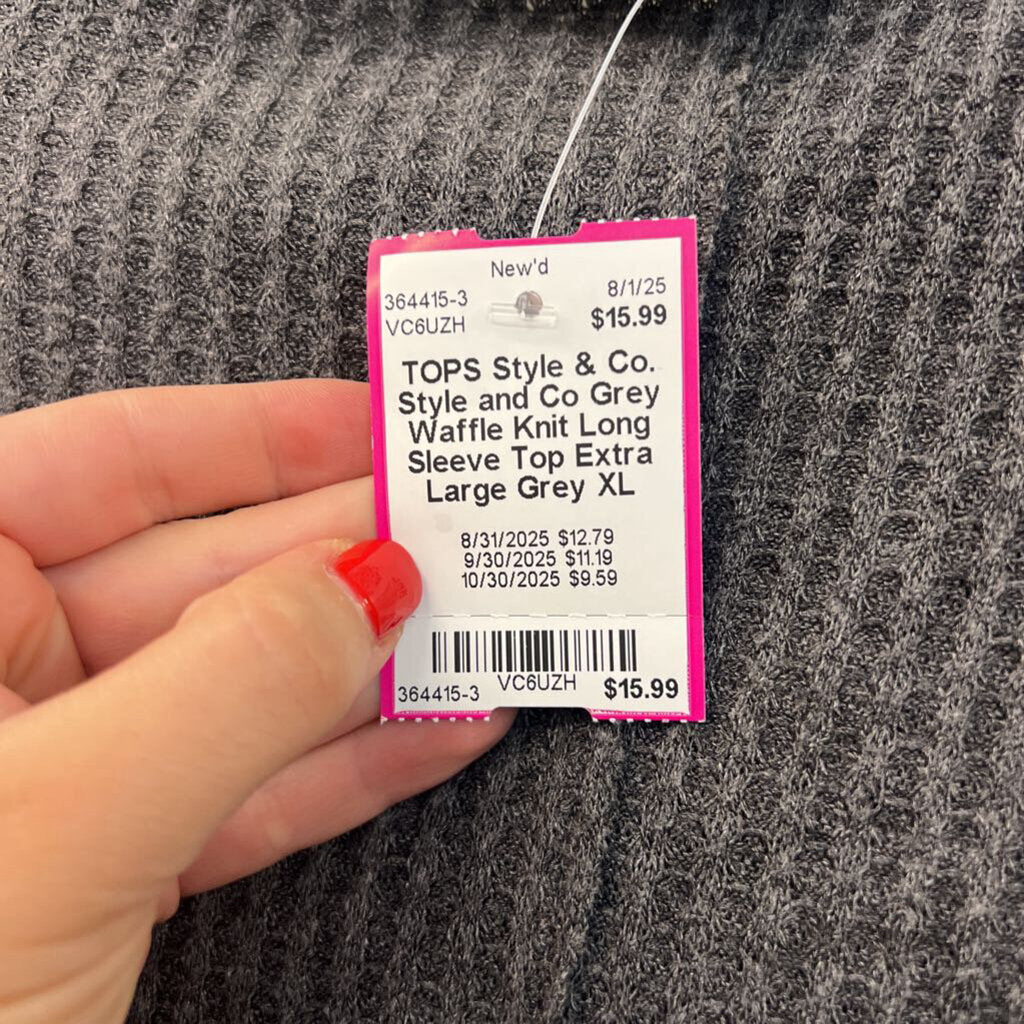 New'd
364415-3 8/1/25
VC6UZH $15.99
TOPS Style & Co.
Style and Co Grey
Waffle Knit Long
Sleeve Top Extra
Large Grey XL
8/31/2025 $12.79
9/30/2025 $11.19
10/30/2025 $9.59
364415-3 VC6UZH $15.99